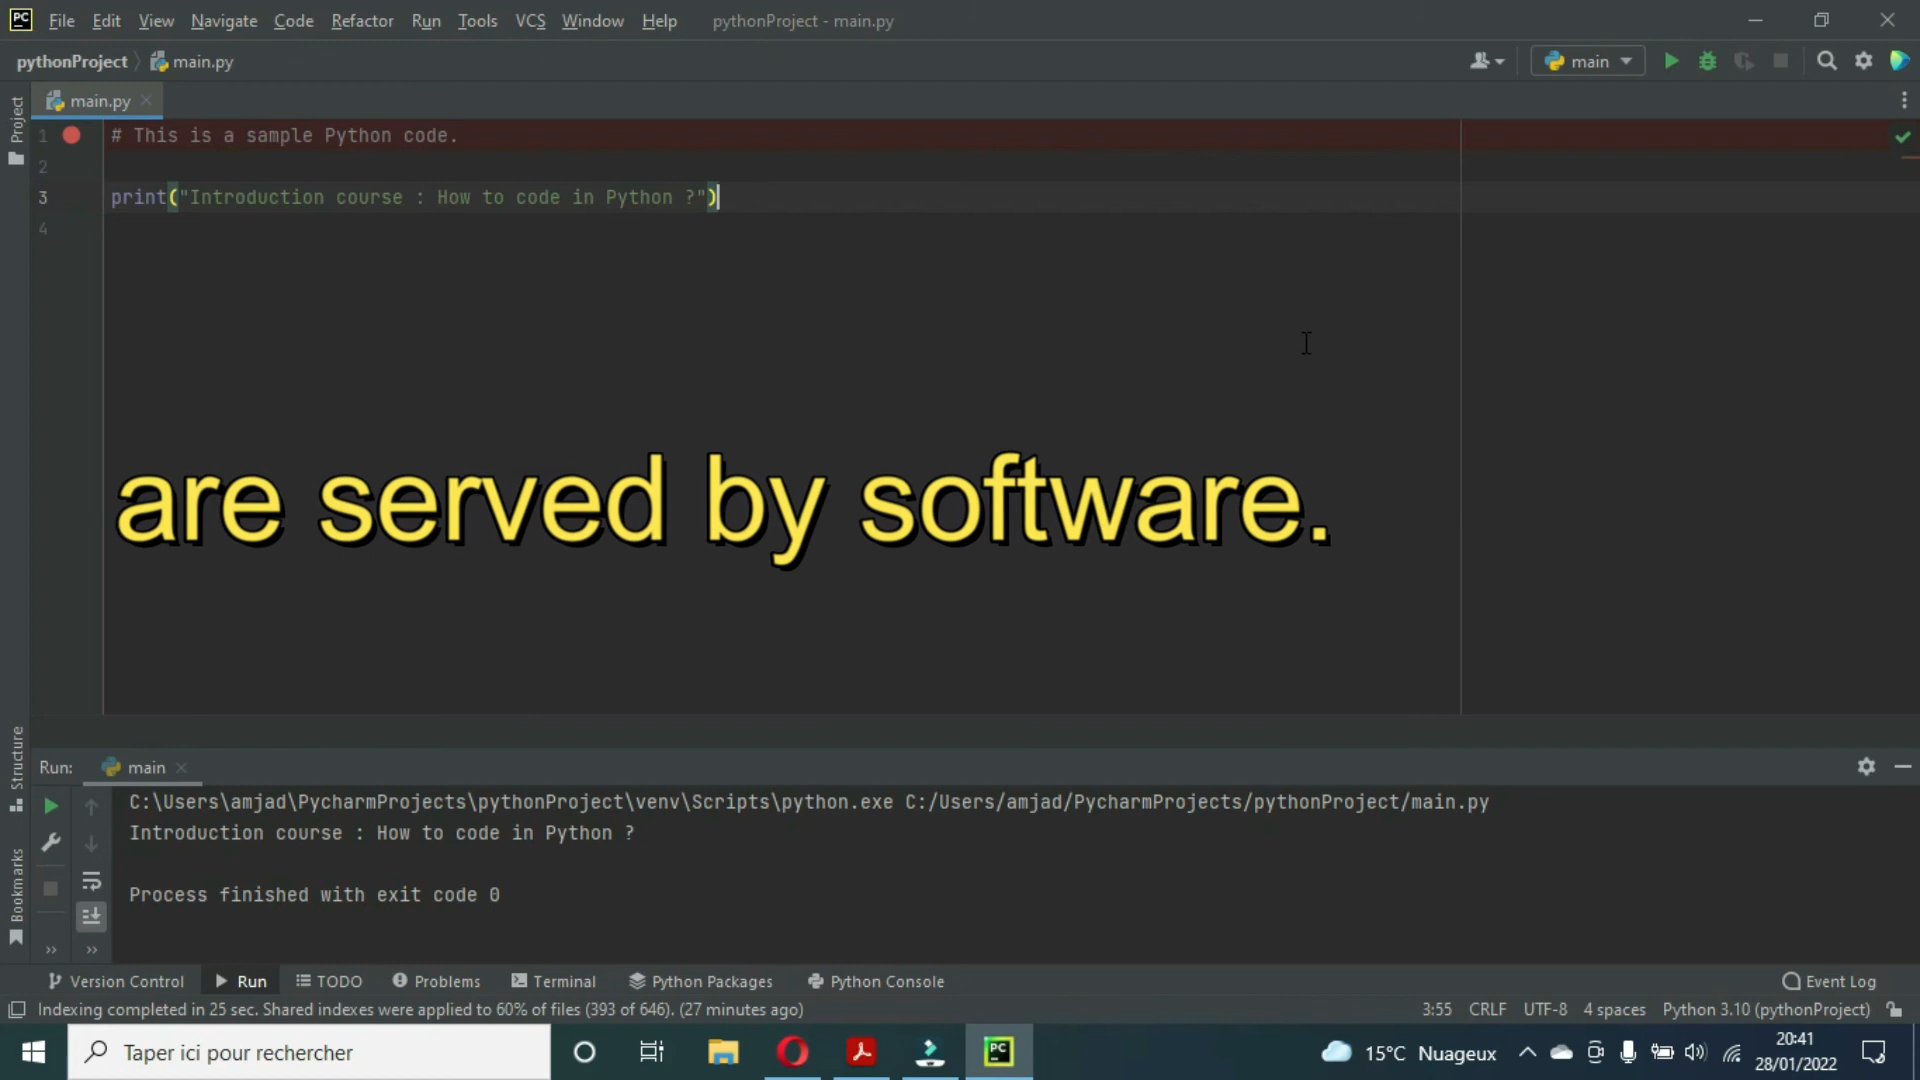 PC File Edit View Navigate Code Refactor Run Tools VCS Window Help pythonProject - main.py
pythonProject main.py main
Project
main.py
1 # This is a sample Python code.
2
3 print("Introduction course : How to code in Python ?")
4
are served by software.
Structure
Bookmarks
Run: main
C:\Users\amjad\PycharmProjects\pythonProject\venv\Scripts\python.exe C:/Users/amjad/PycharmProjects/pythonProject/main.py
Introduction course : How to code in Python ?
Process finished with exit code 0
Version Control Run TODO Problems Terminal Python Packages Python Console Event Log
Indexing completed in 25 sec. Shared indexes were applied to 60% of files (393 of 646). (27 minutes ago) 3:55 CRLF UTF-8 4 spaces Python 3.10 (pythonProject)
Taper ici pour rechercher PC 15°C Nuageux 20:41
28/01/2022